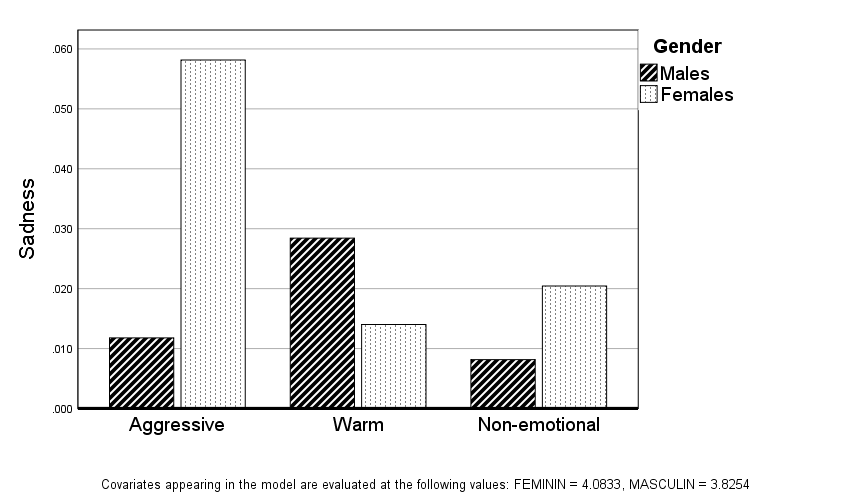 Gender
Males
Females
Sadness
.060
.050
.040
.030
.020
.010
.000
Aggressive Warm Non-emotional
Covariates appearing in the model are evaluated at the following values: FEMININ = 4.0833, MASCULIN = 3.8254